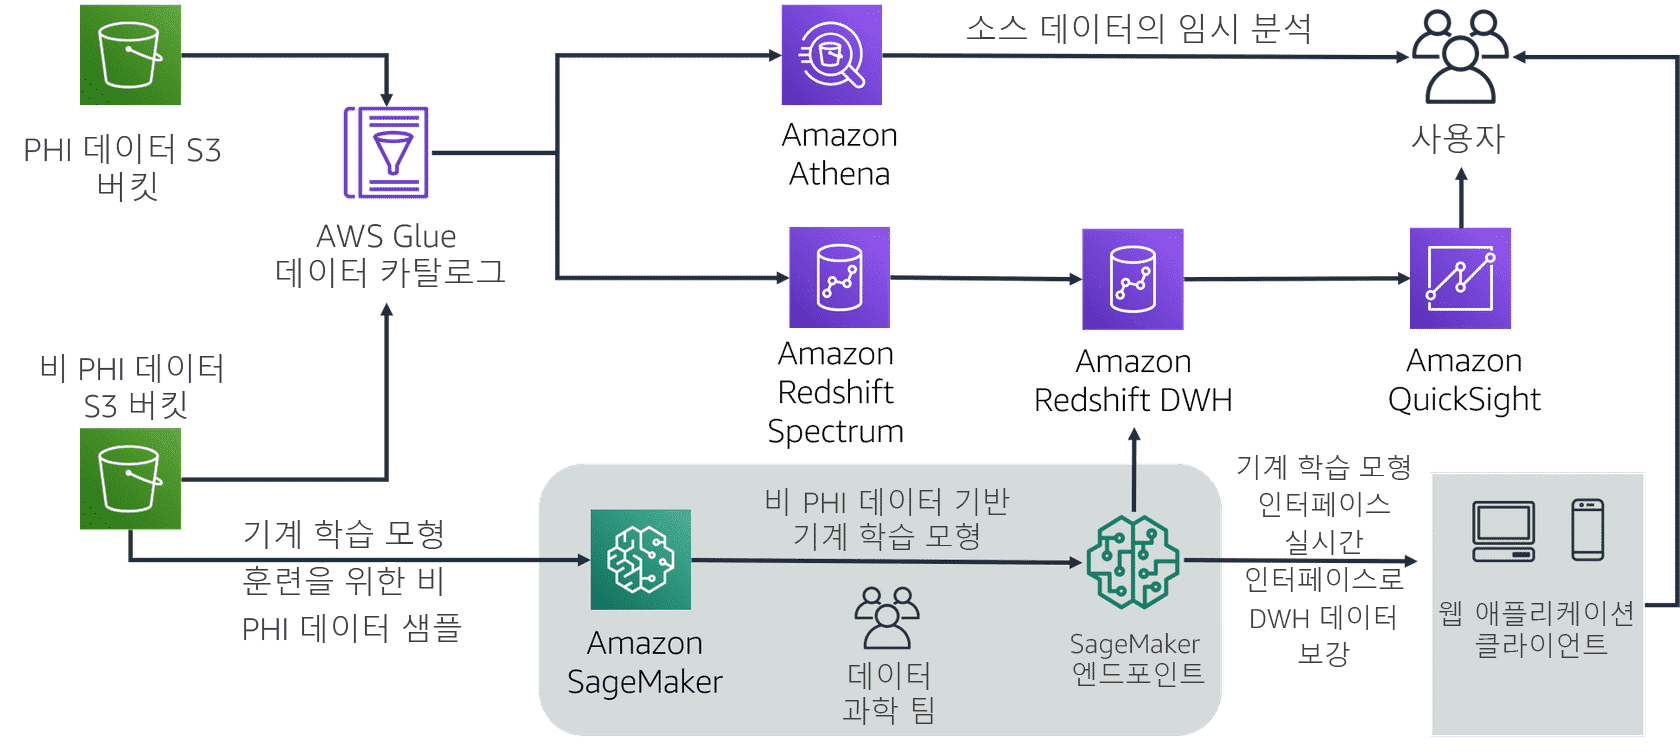 소스 데이터의 임시 분석
PHI 데이터 S3
버킷
Amazon
Athena
사용자
AWS Glue
데이터 카탈로그
비 PHI 데이터
S3 버킷
Amazon
Redshift
Spectrum
Amazon
Redshift DWH
Amazon
QuickSight
기계 학습 모형
훈련을 위한 비
PHI 데이터 샘플
Amazon
SageMaker
비 PHI 데이터 기반
기계 학습 모형
데이터
과학 팀
SageMaker
엔드포인트
기계 학습 모형
인터페이스
실시간
인터페이스로
DWH 데이터
보강
웹 애플리케이션
클라이언트